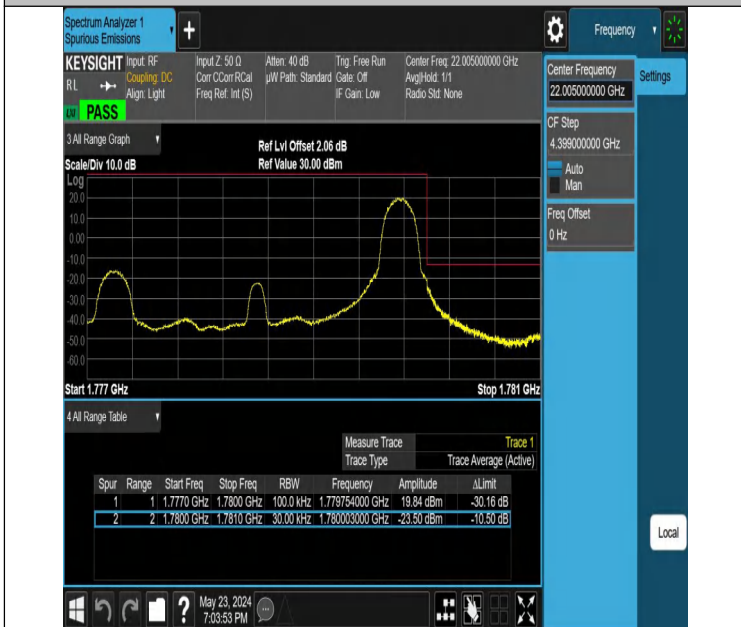 Spectrum Analyzer 1
Spurious Emissions
+
Frequency
KEYSIGHT Input: RF Input Z: 50 Ω Atten: 40 dB Trig: Free Run Center Freq: 22.005000000 GHz
RL Coupling: DC Corr CCorr RCal µW Path: Standard Gate: Off Avg|Hold: 1/1
Align: Light Freq Ref: Int (S) IF Gain: Low Radio Std: None
PASS
Center Frequency
22.005000000 GHz
Settings
CF Step
4.399000000 GHz
Auto
Man
Freq Offset
0 Hz
3 All Range Graph
Ref Lvl Offset 2.06 dB
Scale/Div 10.0 dB Ref Value 30.00 dBm
Log
20.0
10.0
0.00
-10.0
-20.0
-30.0
-40.0
-50.0
-60.0
Start 1.777 GHz Stop 1.781 GHz
4 All Range Table
Measure Trace Trace 1
Trace Type Trace Average (Active)
Spur Range Start Freq Stop Freq RBW Frequency Amplitude ΔLimit
1 1 1.7770 GHz 1.7800 GHz 100.0 kHz 1.779754000 GHz 19.84 dBm -30.16 dB
2 2 1.7800 GHz 1.7810 GHz 30.00 kHz 1.780003000 GHz -23.50 dBm -10.50 dB
Local
? May 23, 2024
7:03:53 PM